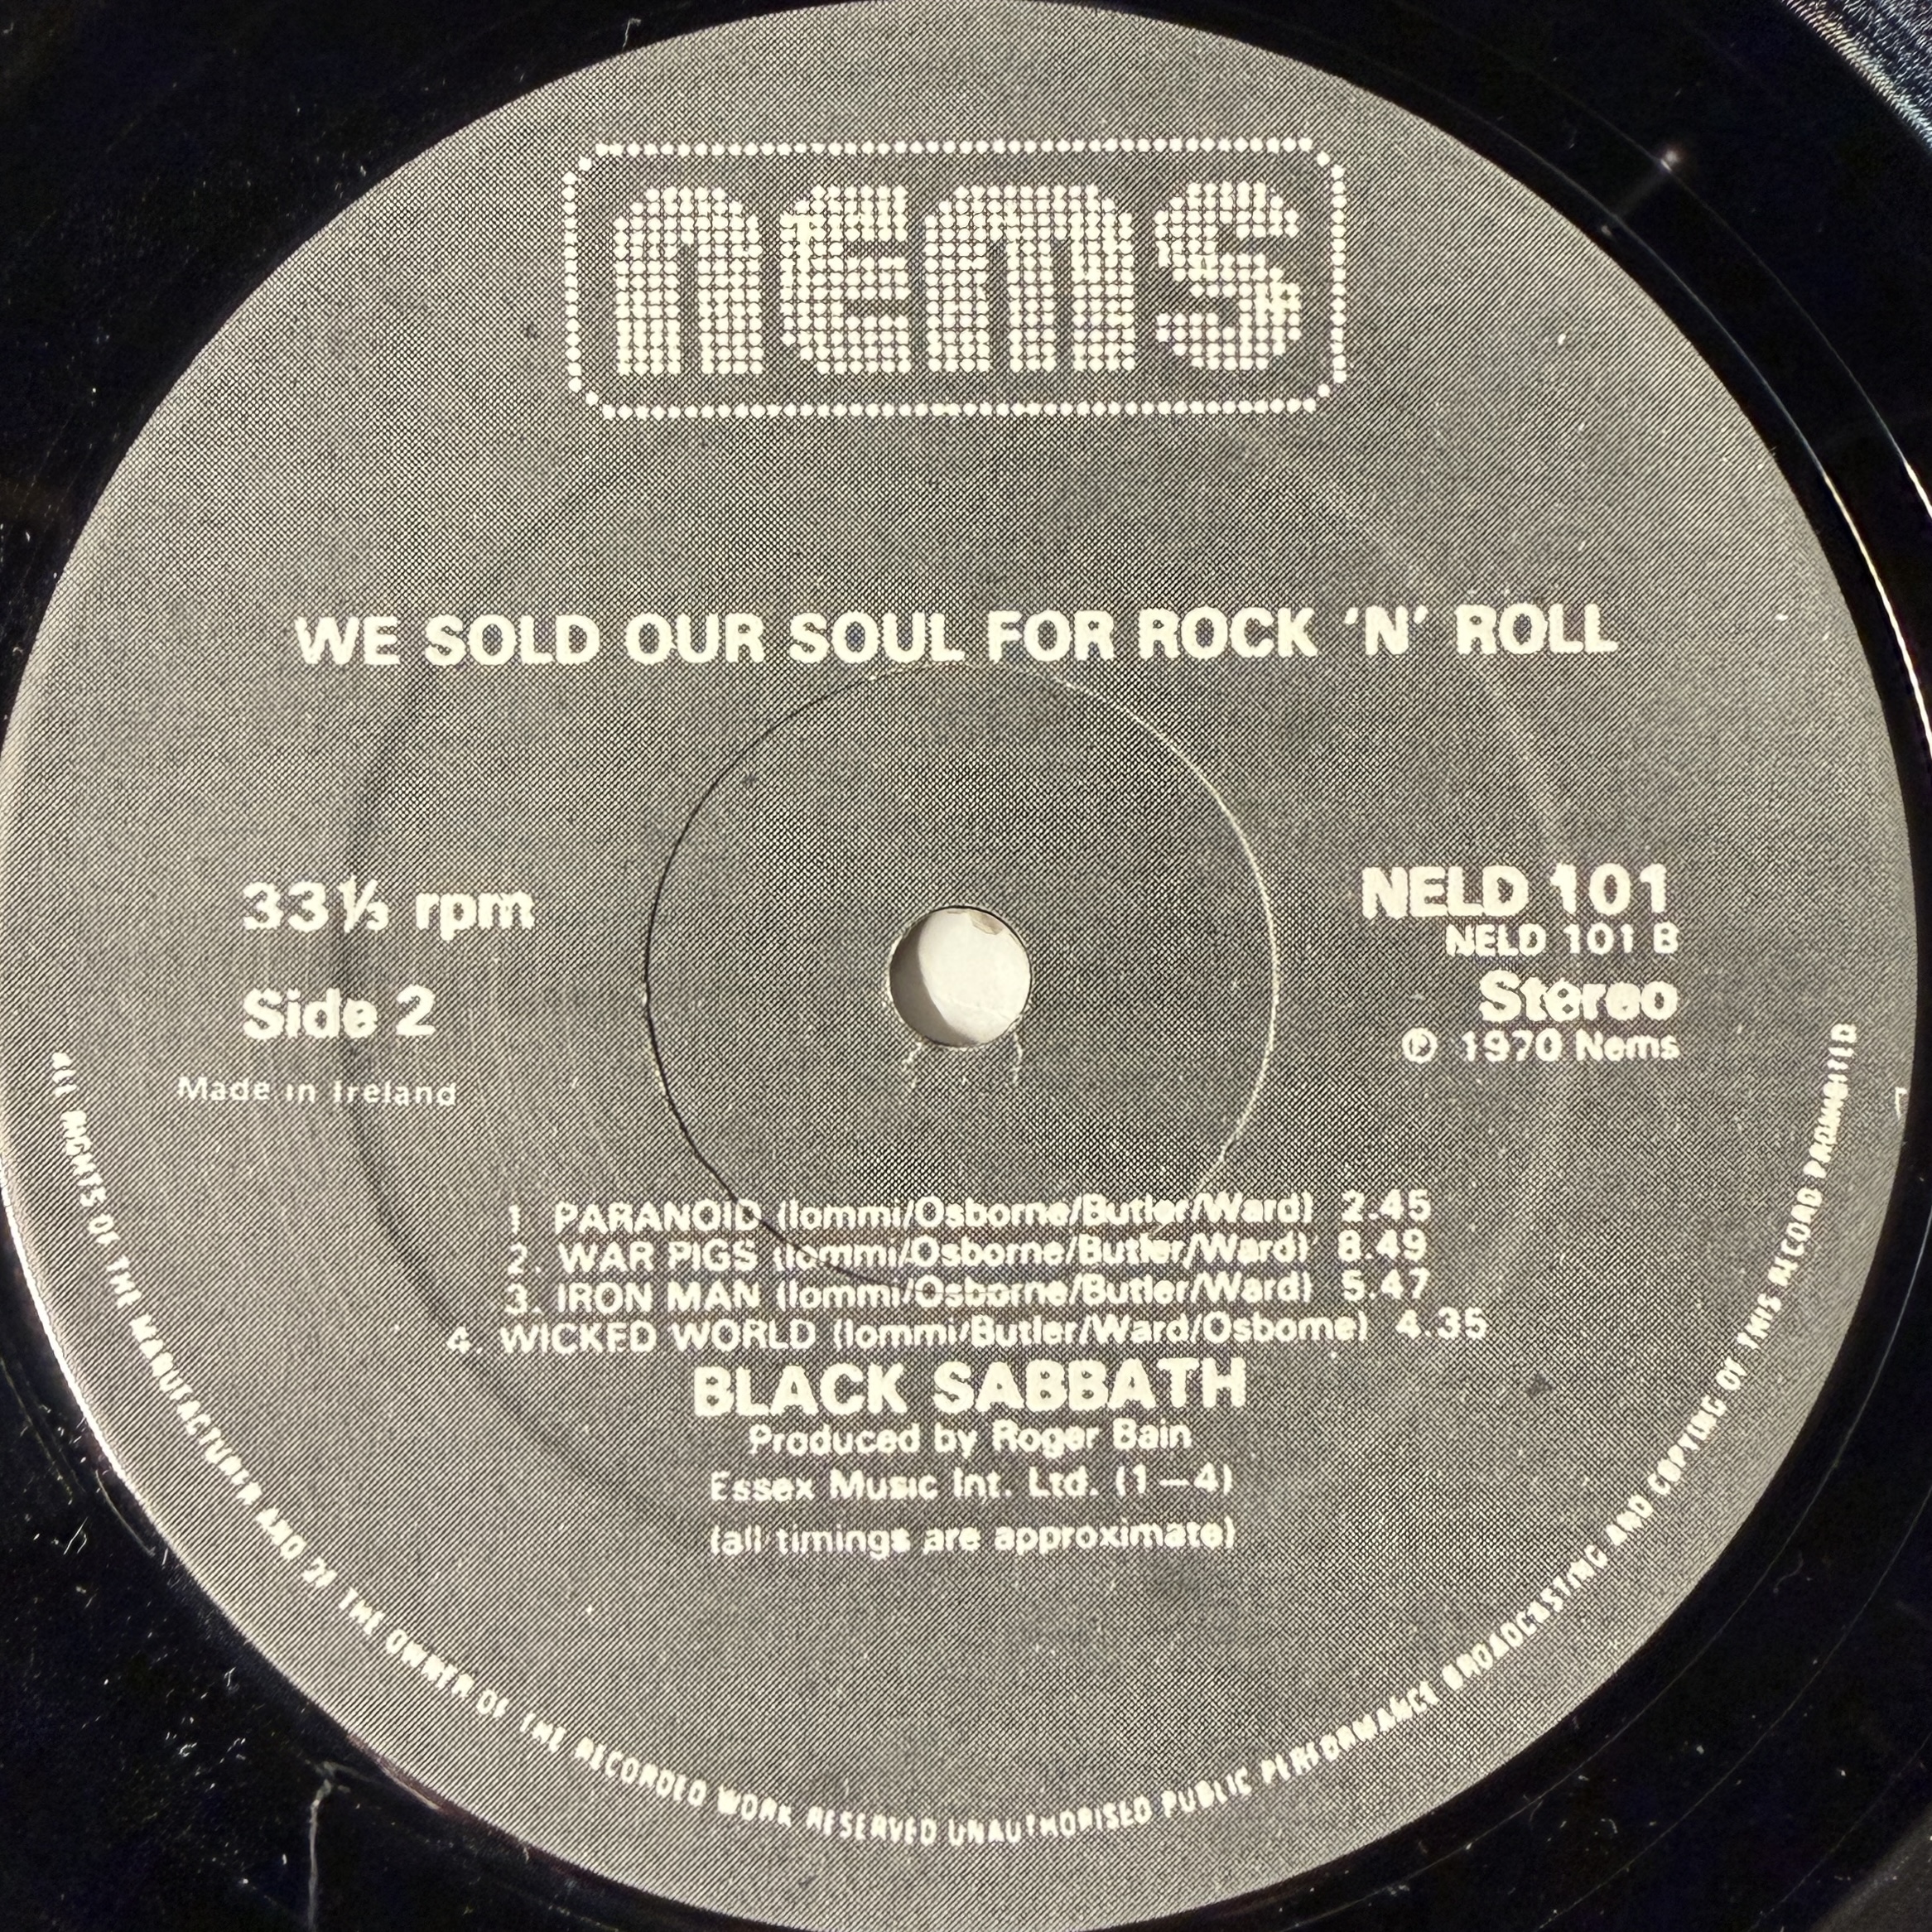 nems
WE SOLD OUR SOUL FOR ROCK 'N' ROLL
33⅓ rpm
Side 2
Made in Ireland
NELD 101
NELD 101 B
Stereo
℗ 1970 Nems
1. PARANOID (Iommi/Osborne/Butler/Ward) 2.45
2. WAR PIGS (Iommi/Osborne/Butler/Ward) 8.49
3. IRON MAN (Iommi/Osborne/Butler/Ward) 5.47
4. WICKED WORLD (Iommi/Butler/Ward/Osborne) 4.35
BLACK SABBATH
Produced by Roger Bain
Essex Music Int. Ltd. (1—4)
(all timings are approximate)
ALL RIGHTS OF THE MANUFACTURER AND OF THE OWNER OF THE RECORDED WORK RESERVED UNAUTHORISED PUBLIC PERFORMANCE BROADCASTING AND COPYING OF THIS RECORD PROHIBITED